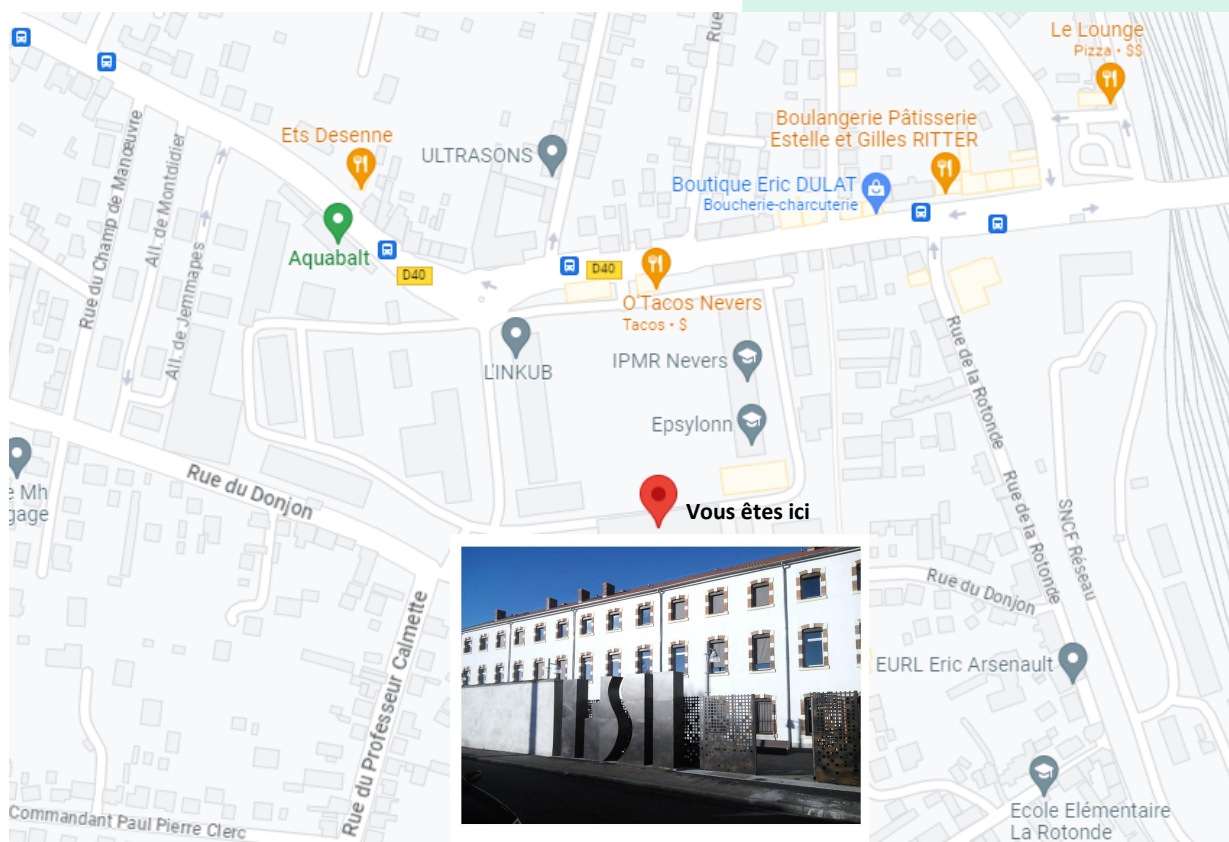 Le Lounge
Pizza • $$
Rue
Boulangerie Pâtisserie
Estelle et Gilles RITTER
Ets Desenne
ULTRASONS
Boutique Eric DULAT
Boucherie-charcuterie
Rue du Champ de Manœuvre
All. de Montdidier
All. de Jemmapes
Aquabalt
D40
D40
O'Tacos Nevers
Tacos • $
L'INKUB
IPMR Nevers
Epsylonn
Rue de la Rotonde
Rue de la Rotonde
SNCF Réseau
e Mh
gage
Rue du Donjon
Vous êtes ici
Rue du Donjon
Rue du Professeur Calmette
EURL Eric Arsenault
Ecole Elémentaire
La Rotonde
Commandant Paul Pierre Clerc